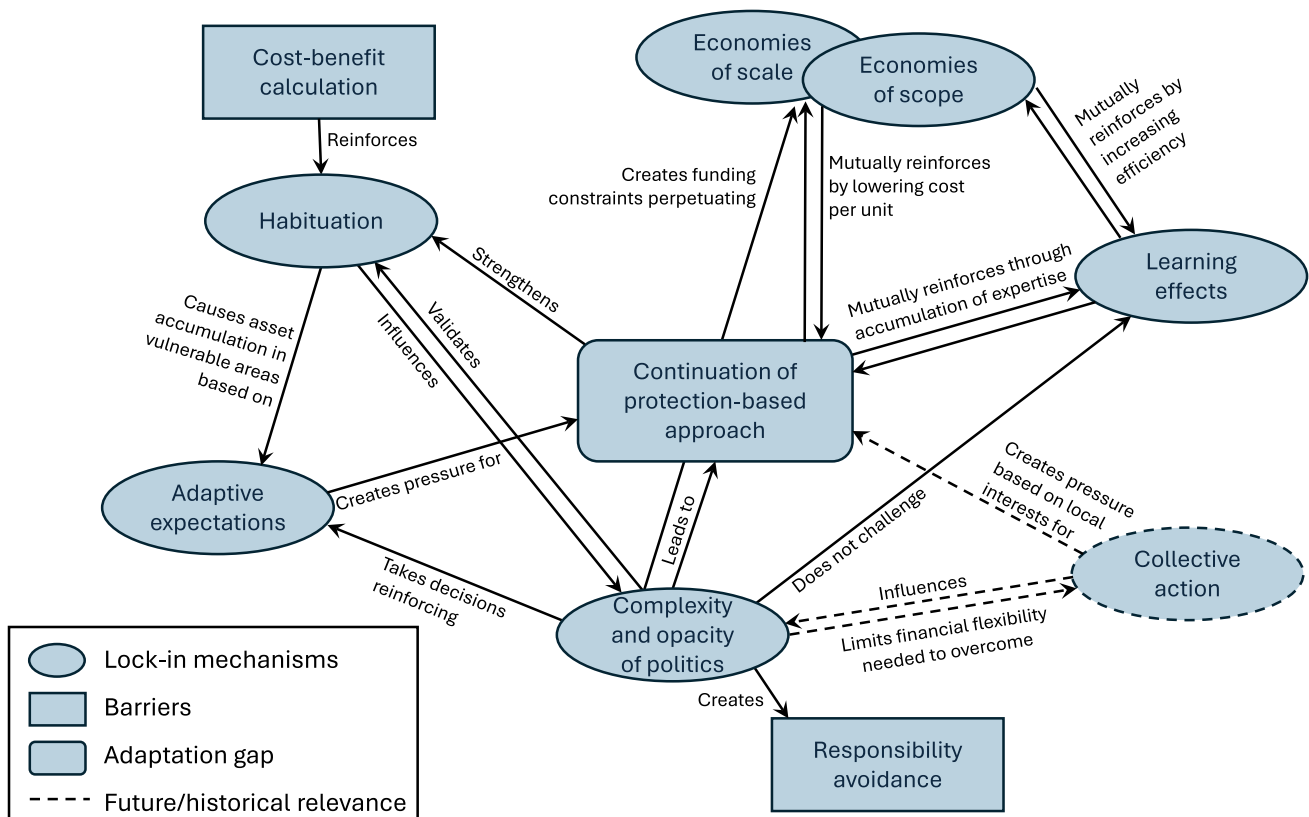 Cost-benefit
calculation
Economies
of scale
Economies
of scope
Reinforces
Mutually
reinforces by
increasing
efficiency
Habituation
Creates funding
constraints perpetuating
Mutually reinforces
by lowering cost
per unit
Strengthens
Learning
effects
Mutually reinforces through
accumulation of expertise
Causes asset
accumulation in
vulnerable areas
based on
Validates
Influences
Continuation of
protection-based
approach
Adaptive
expectations
Creates pressure for
Leads to
Does not challenge
Creates pressure
based on local
interests for
Collective
action
Takes decisions
reinforcing
Complexity
and opacity
of politics
Influences
Limits financial flexibility
needed to overcome
Creates
Responsibility
avoidance
Lock-in mechanisms
Barriers
Adaptation gap
Future/historical relevance